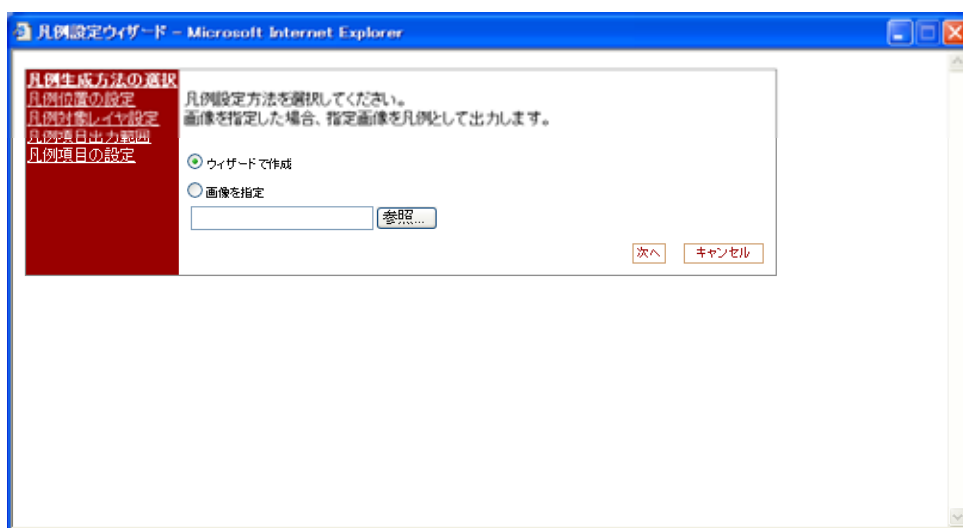 凡例設定ウィザード - Microsoft Internet Explorer
凡例生成方法の選択
凡例位置の設定
凡例対象レイヤ設定
凡例項目出力範囲
凡例項目の設定
凡例設定方法を選択してください。
画像を指定した場合、指定画像を凡例として出力します。
ウィザードで作成
画像を指定
参照...
次へ
キャンセル